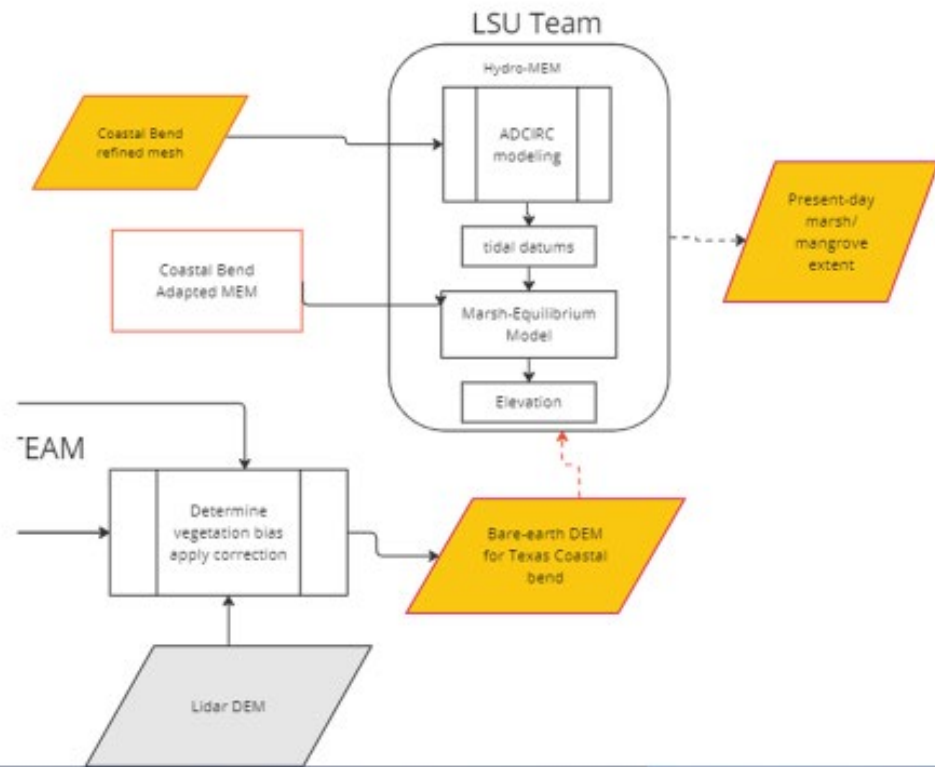 LSU Team
Hydro-MEM
Coastal Bend
refined mesh
ADCIRC
modeling
Present-day
marsh/
mangrove
extent
tidal datums
Coastal Bend
Adapted MEM
Marsh-Equilibrium
Model
Elevation
TEAM
Determine
vegetation bias
apply correction
Bare-earth DEM
for Texas Coastal
bend
Lidar DEM